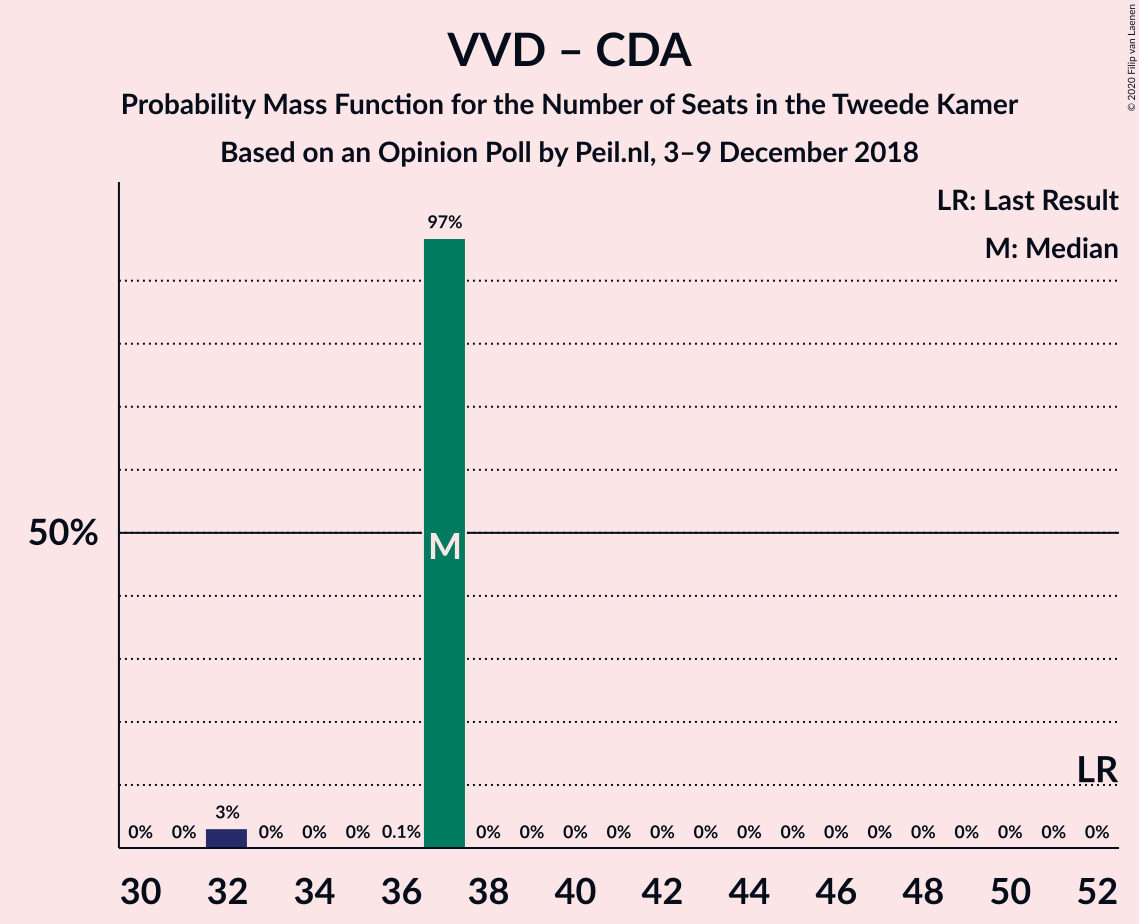 VVD – CDA
Probability Mass Function for the Number of Seats in the Tweede Kamer
Based on an Opinion Poll by Peil.nl, 3–9 December 2018
© 2020 Filip van Laenen
LR: Last Result
M: Median
97%
50%
M
LR
0% 0% 3% 0% 0% 0% 0.1% 0% 0% 0% 0% 0% 0% 0% 0% 0% 0% 0% 0% 0% 0% 0%
30 32 34 36 38 40 42 44 46 48 50 52